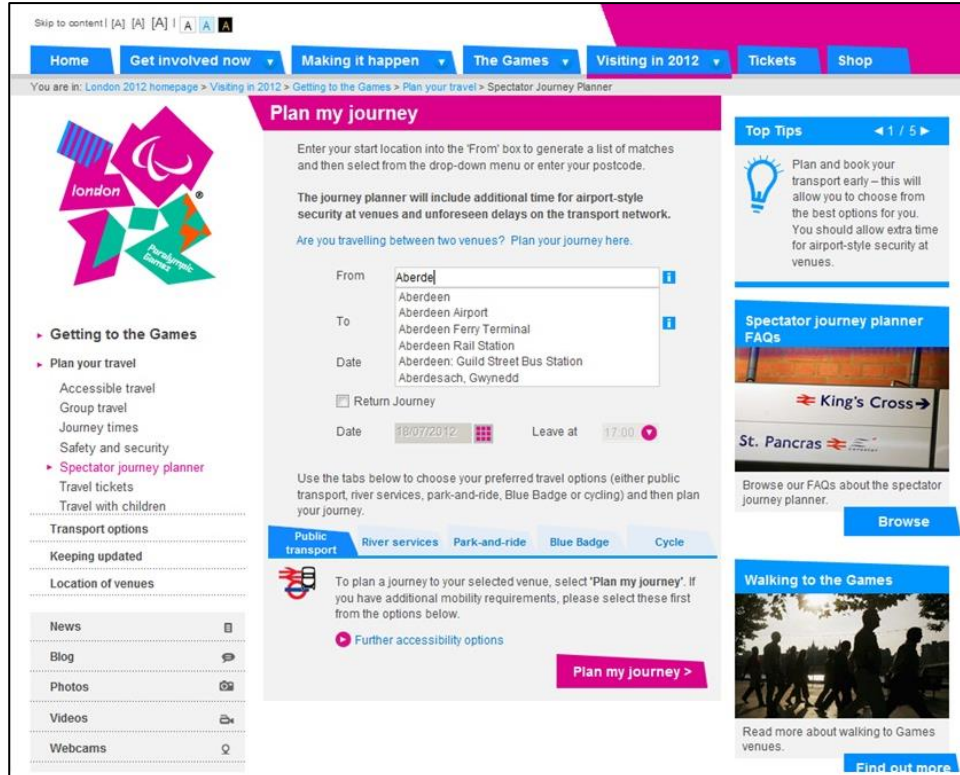 Skip to content | [A] [A] [A] | A A A
Home Get involved now Making it happen The Games Visiting in 2012 Tickets Shop
You are in: London 2012 homepage > Visiting in 2012 > Getting to the Games > Plan your travel > Spectator Journey Planner
london
®
Paralympic
Games
Getting to the Games
Plan your travel
Accessible travel
Group travel
Journey times
Safety and security
Spectator journey planner
Travel tickets
Travel with children
Transport options
Keeping updated
Location of venues
News
Blog
Photos
Videos
Webcams
Plan my journey
Enter your start location into the 'From' box to generate a list of matches
and then select from the drop-down menu or enter your postcode.
The journey planner will include additional time for airport-style
security at venues and unforeseen delays on the transport network.
Are you travelling between two venues? Plan your journey here.
From Aberde
Aberdeen
Aberdeen Airport
To
Aberdeen Ferry Terminal
Aberdeen Rail Station
Date
Aberdeen: Guild Street Bus Station
Aberdesach, Gwynedd
Return Journey
Date 18/07/2012 Leave at 17:00
Use the tabs below to choose your preferred travel options (either public
transport, river services, park-and-ride, Blue Badge or cycling) and then plan
your journey.
Public
transport
River services Park-and-ride Blue Badge Cycle
To plan a journey to your selected venue, select 'Plan my journey'. If
you have additional mobility requirements, please select these first
from the options below.
Further accessibility options
Plan my journey >
Top Tips 1 / 5
Plan and book your
transport early – this will
allow you to choose from
the best options for you.
You should allow extra time
for airport-style security at
venues.
Spectator journey planner
FAQs
King's Cross
St. Pancras
Browse our FAQs about the spectator
journey planner.
Browse
Walking to the Games
Read more about walking to Games
venues.
Find out more